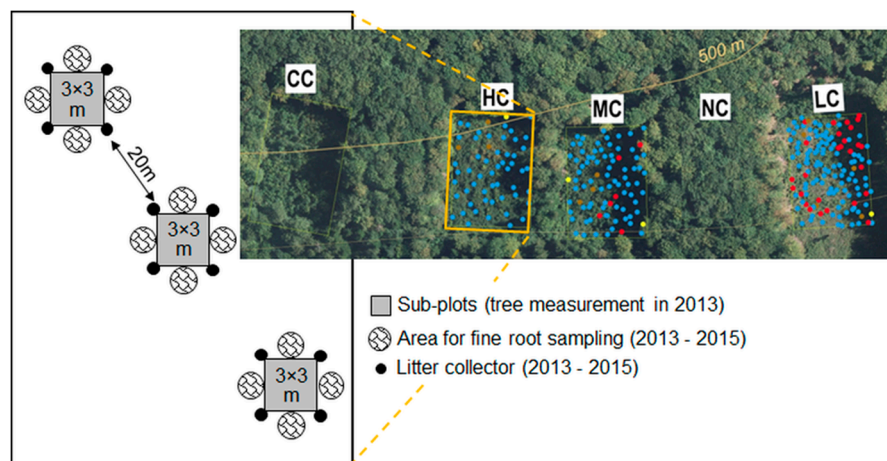 3×3
m
20m
3×3
m
3×3
m
CC
HC
MC
NC
LC
500 m
Sub-plots (tree measurement in 2013)
Area for fine root sampling (2013 - 2015)
Litter collector (2013 - 2015)